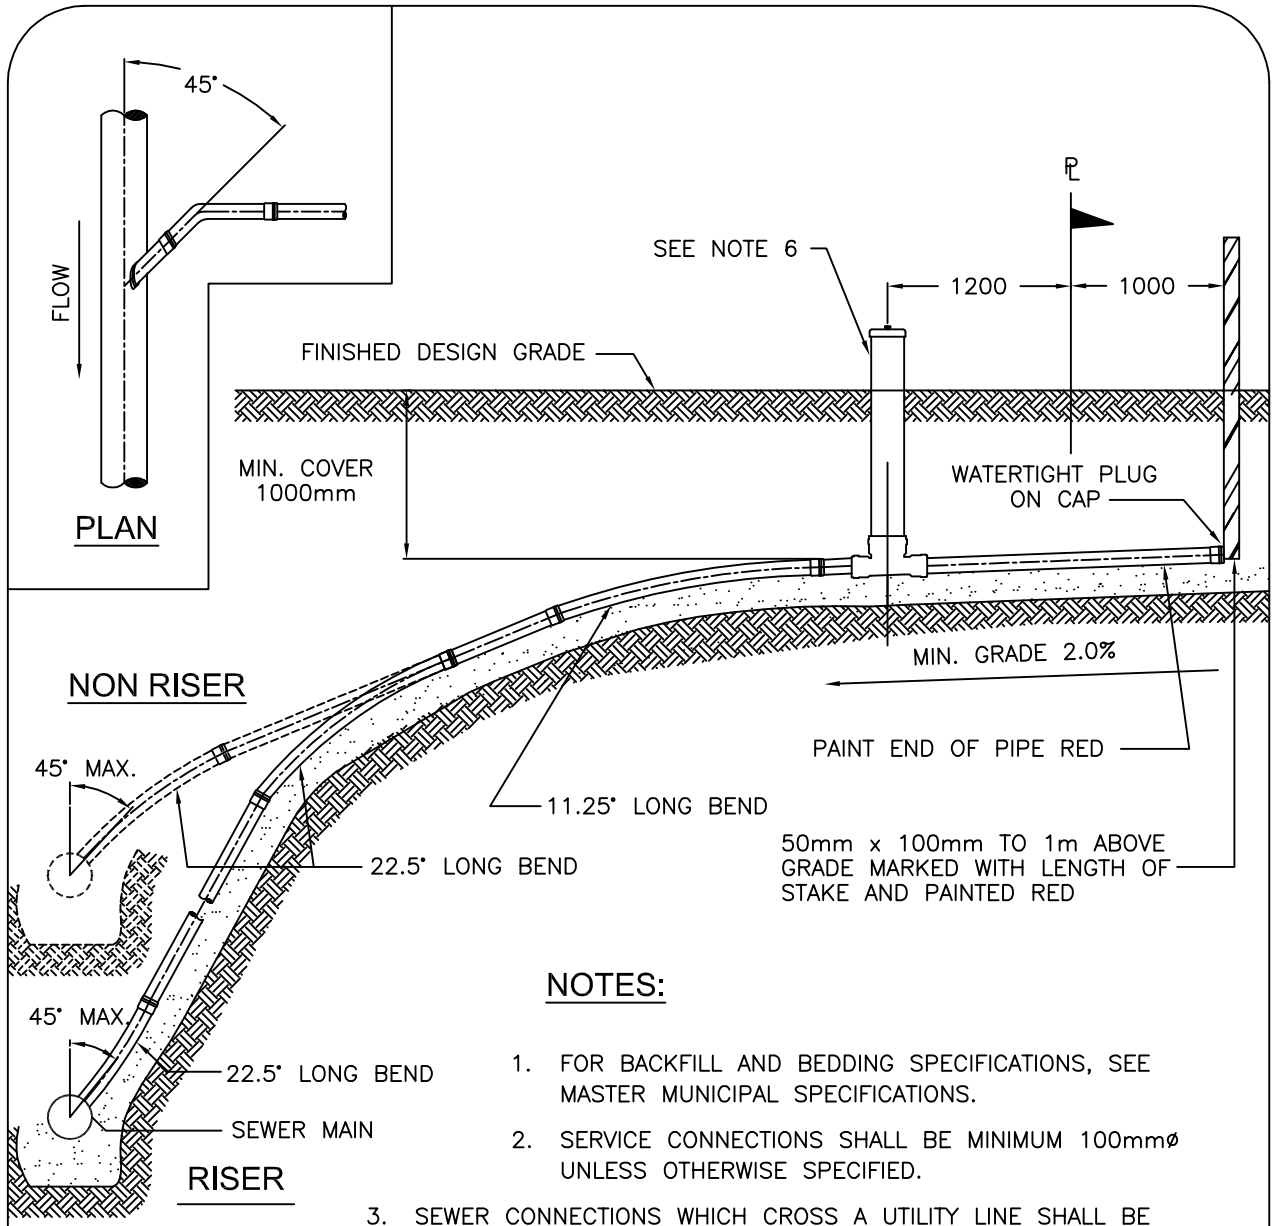 45°
FLOW
PLAN
SEE NOTE 6
PL
1200
1000
FINISHED DESIGN GRADE
MIN. COVER
1000mm
WATERTIGHT PLUG
ON CAP
MIN. GRADE 2.0%
NON RISER
45° MAX.
PAINT END OF PIPE RED
11.25° LONG BEND
22.5° LONG BEND
50mm x 100mm TO 1m ABOVE
GRADE MARKED WITH LENGTH OF
STAKE AND PAINTED RED
45° MAX.
22.5° LONG BEND
SEWER MAIN
RISER
NOTES:
1. FOR BACKFILL AND BEDDING SPECIFICATIONS, SEE
MASTER MUNICIPAL SPECIFICATIONS.
2. SERVICE CONNECTIONS SHALL BE MINIMUM 100mmø
UNLESS OTHERWISE SPECIFIED.
3. SEWER CONNECTIONS WHICH CROSS A UTILITY LINE SHALL BE